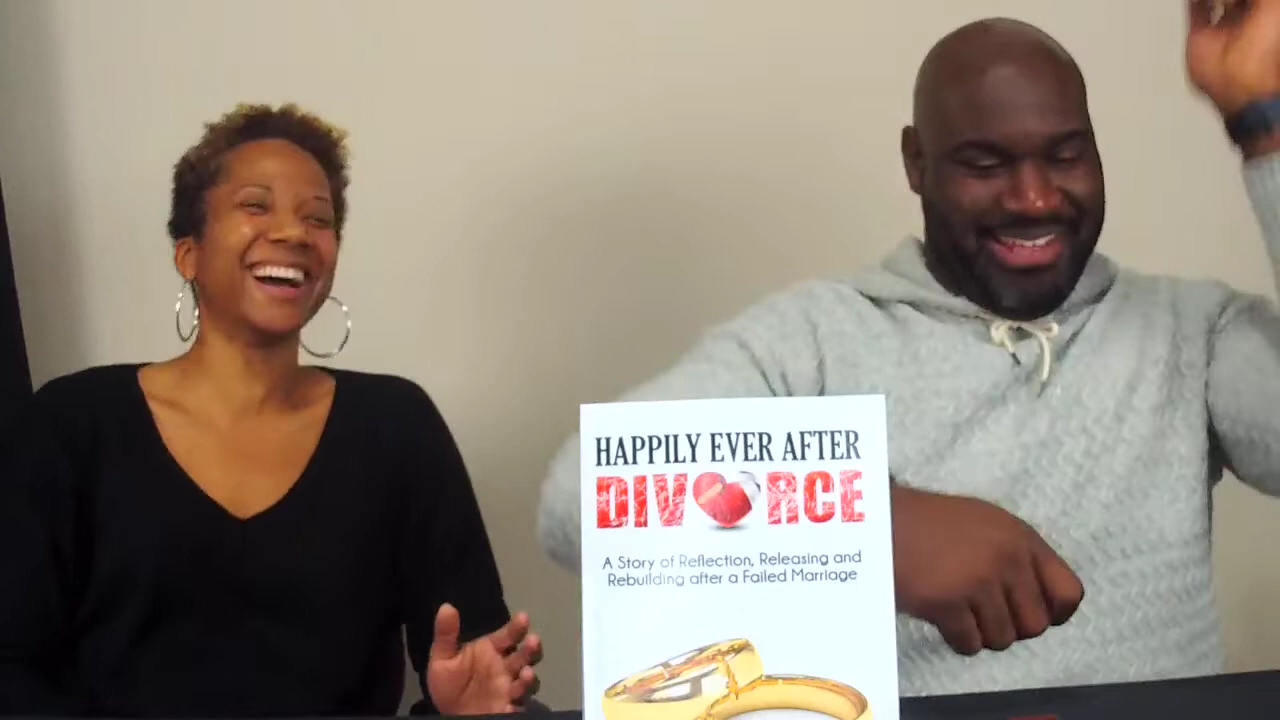 HAPPILY EVER AFTER
DIVORCE
A Story of Reflection, Releasing and
Rebuilding after a Failed Marriage